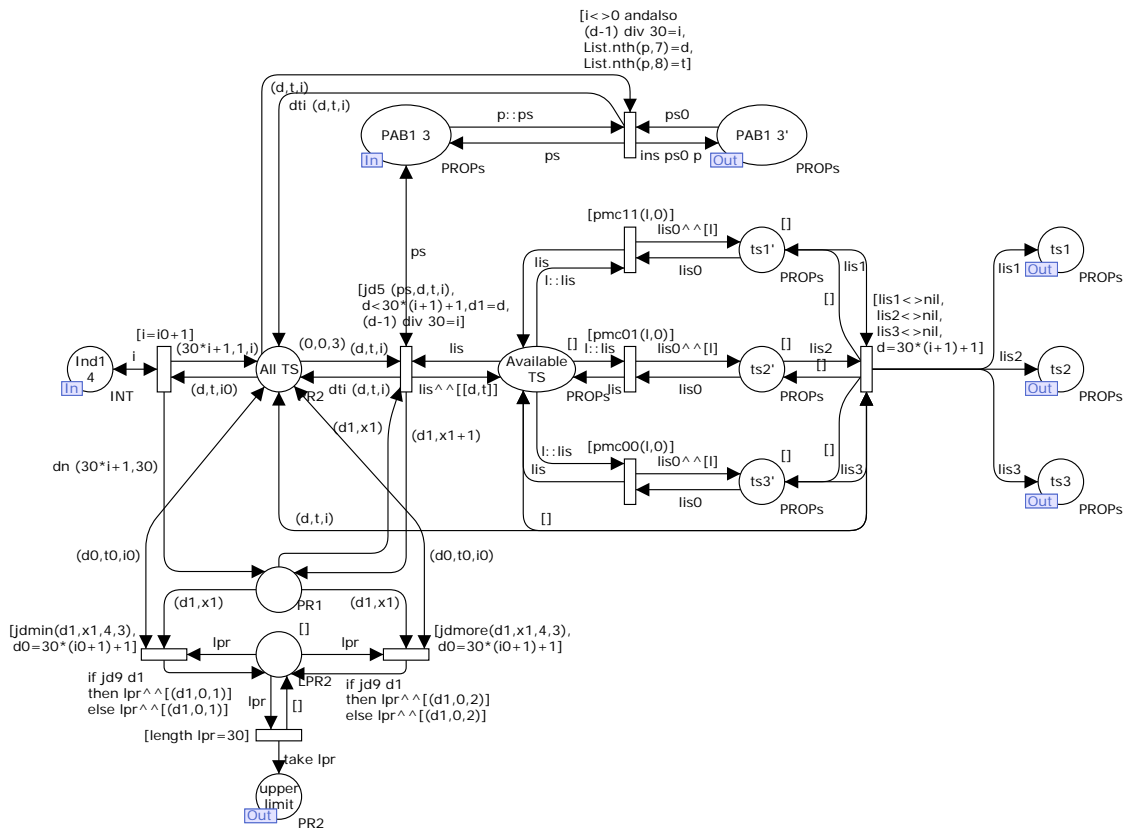 [i<>0 andalso
(d-1) div 30=i,
List.nth(p,7)=d,
List.nth(p,8)=t]
(d,t,i)
dti (d,t,i)
PAB1 3
In
PROPs
p::ps
ps
ps0
ins ps0 p
PAB1 3'
Out
PROPs
ps
[jd5 (ps,d,t,i),
d<30*(i+1)+1,d1=d,
(d-1) div 30=i]
[pmc11(l,0)]
lis0^^[l]
lis0
lis
l::lis
ts1'
[]
PROPs
lis1
[]
[lis1<>nil,
lis2<>nil,
lis3<>nil,
d=30*(i+1)+1]
lis1
ts1
Out
PROPs
Ind1
4
In
INT
i
[i=i0+1]
(30*i+1,1,i)
(d,t,i0)
All TS
PR2
(0,0,3)
(d,t,i)
dti (d,t,i)
lis
lis^^[[d,t]]
Available
TS
[]
PROPs
[pmc01(l,0)]
l::lis
lis
lis0^^[l]
lis0
ts2'
[]
PROPs
lis2
[]
lis2
ts2
Out
PROPs
(d1,x1)
(d1,x1+1)
dn (30*i+1,30)
[pmc00(l,0)]
l::lis
lis
lis0^^[l]
lis0
ts3'
[]
PROPs
[]
lis3
lis3
ts3
Out
PROPs
(d,t,i)
[]
(d0,t0,i0)
(d0,t0,i0)
PR1
(d1,x1)
(d1,x1)
[jdmin(d1,x1,4,3),
d0=30*(i0+1)+1]
lpr
[]
lpr
LPR2
[jdmore(d1,x1,4,3),
d0=30*(i0+1)+1]
if jd9 d1
then lpr^^[(d1,0,1)]
else lpr^^[(d1,0,1)]
lpr
[]
if jd9 d1
then lpr^^[(d1,0,2)]
else lpr^^[(d1,0,2)]
[length lpr=30]
take lpr
upper
limit
Out
PR2